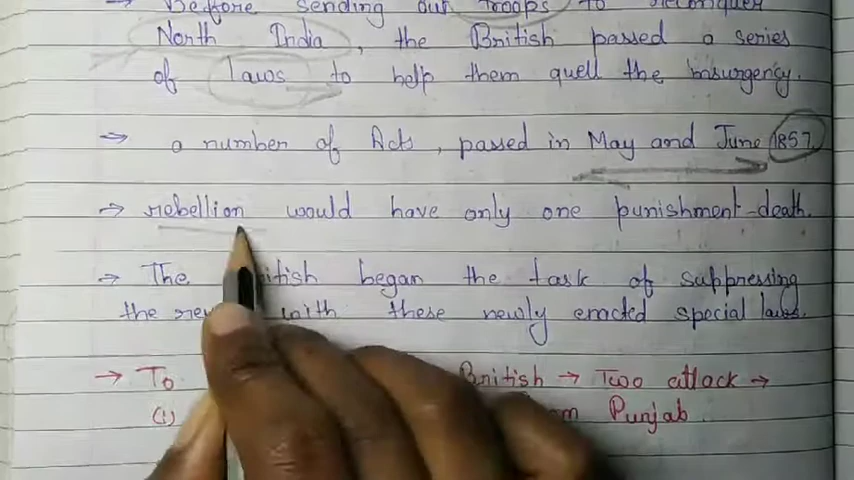 → Before sending out troops to reconquer
North India, the British passed a series
of laws to help them quell the insurgency.
→ a number of Acts, passed in May and June 1857.
→ rebellion would have only one punishment-death.
→ The British began the task of suppressing
the with these newly enacted special laws.
→ To British → Two attack →
(1) Punjab.